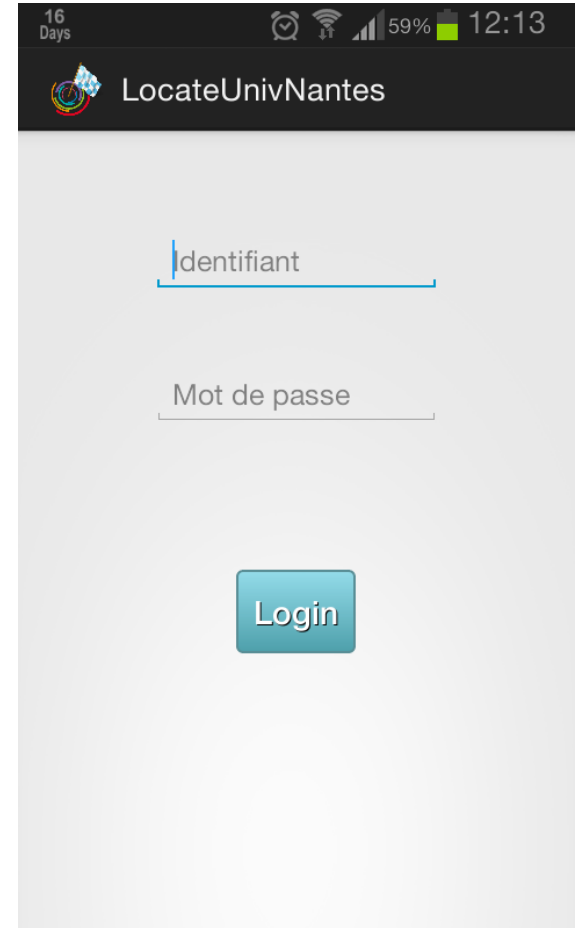 16
Days
59% 12:13
LocateUnivNantes
Identifiant
Mot de passe
Login